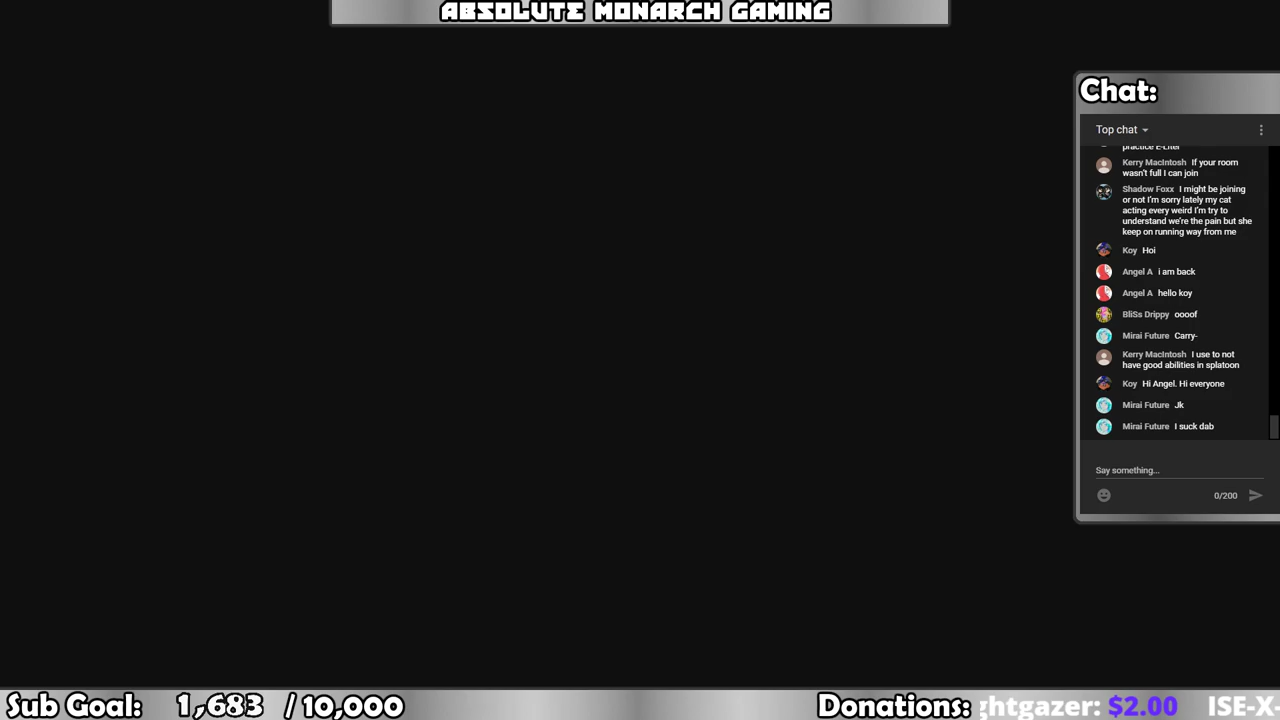 ABSOLUTE MONARCH GAMING
Chat:
Top chat
practice E-Liter
Kerry MacIntosh If your room
wasn't full I can join
Shadow Foxx I might be joining
or not I'm sorry lately my cat
acting every weird I'm try to
understand we're the pain but she
keep on running way from me
Koy Hoi
Angel A i am back
Angel A hello koy
BliSs Drippy oooof
Mirai Future Carry-
Kerry MacIntosh I use to not
have good abilities in splatoon
Koy Hi Angel. Hi everyone
Mirai Future Jk
Mirai Future I suck dab
Say something...
0/200
Sub Goal: 1,683 / 10,000
Donations: ghtgazer: $2.00 ISE-X-